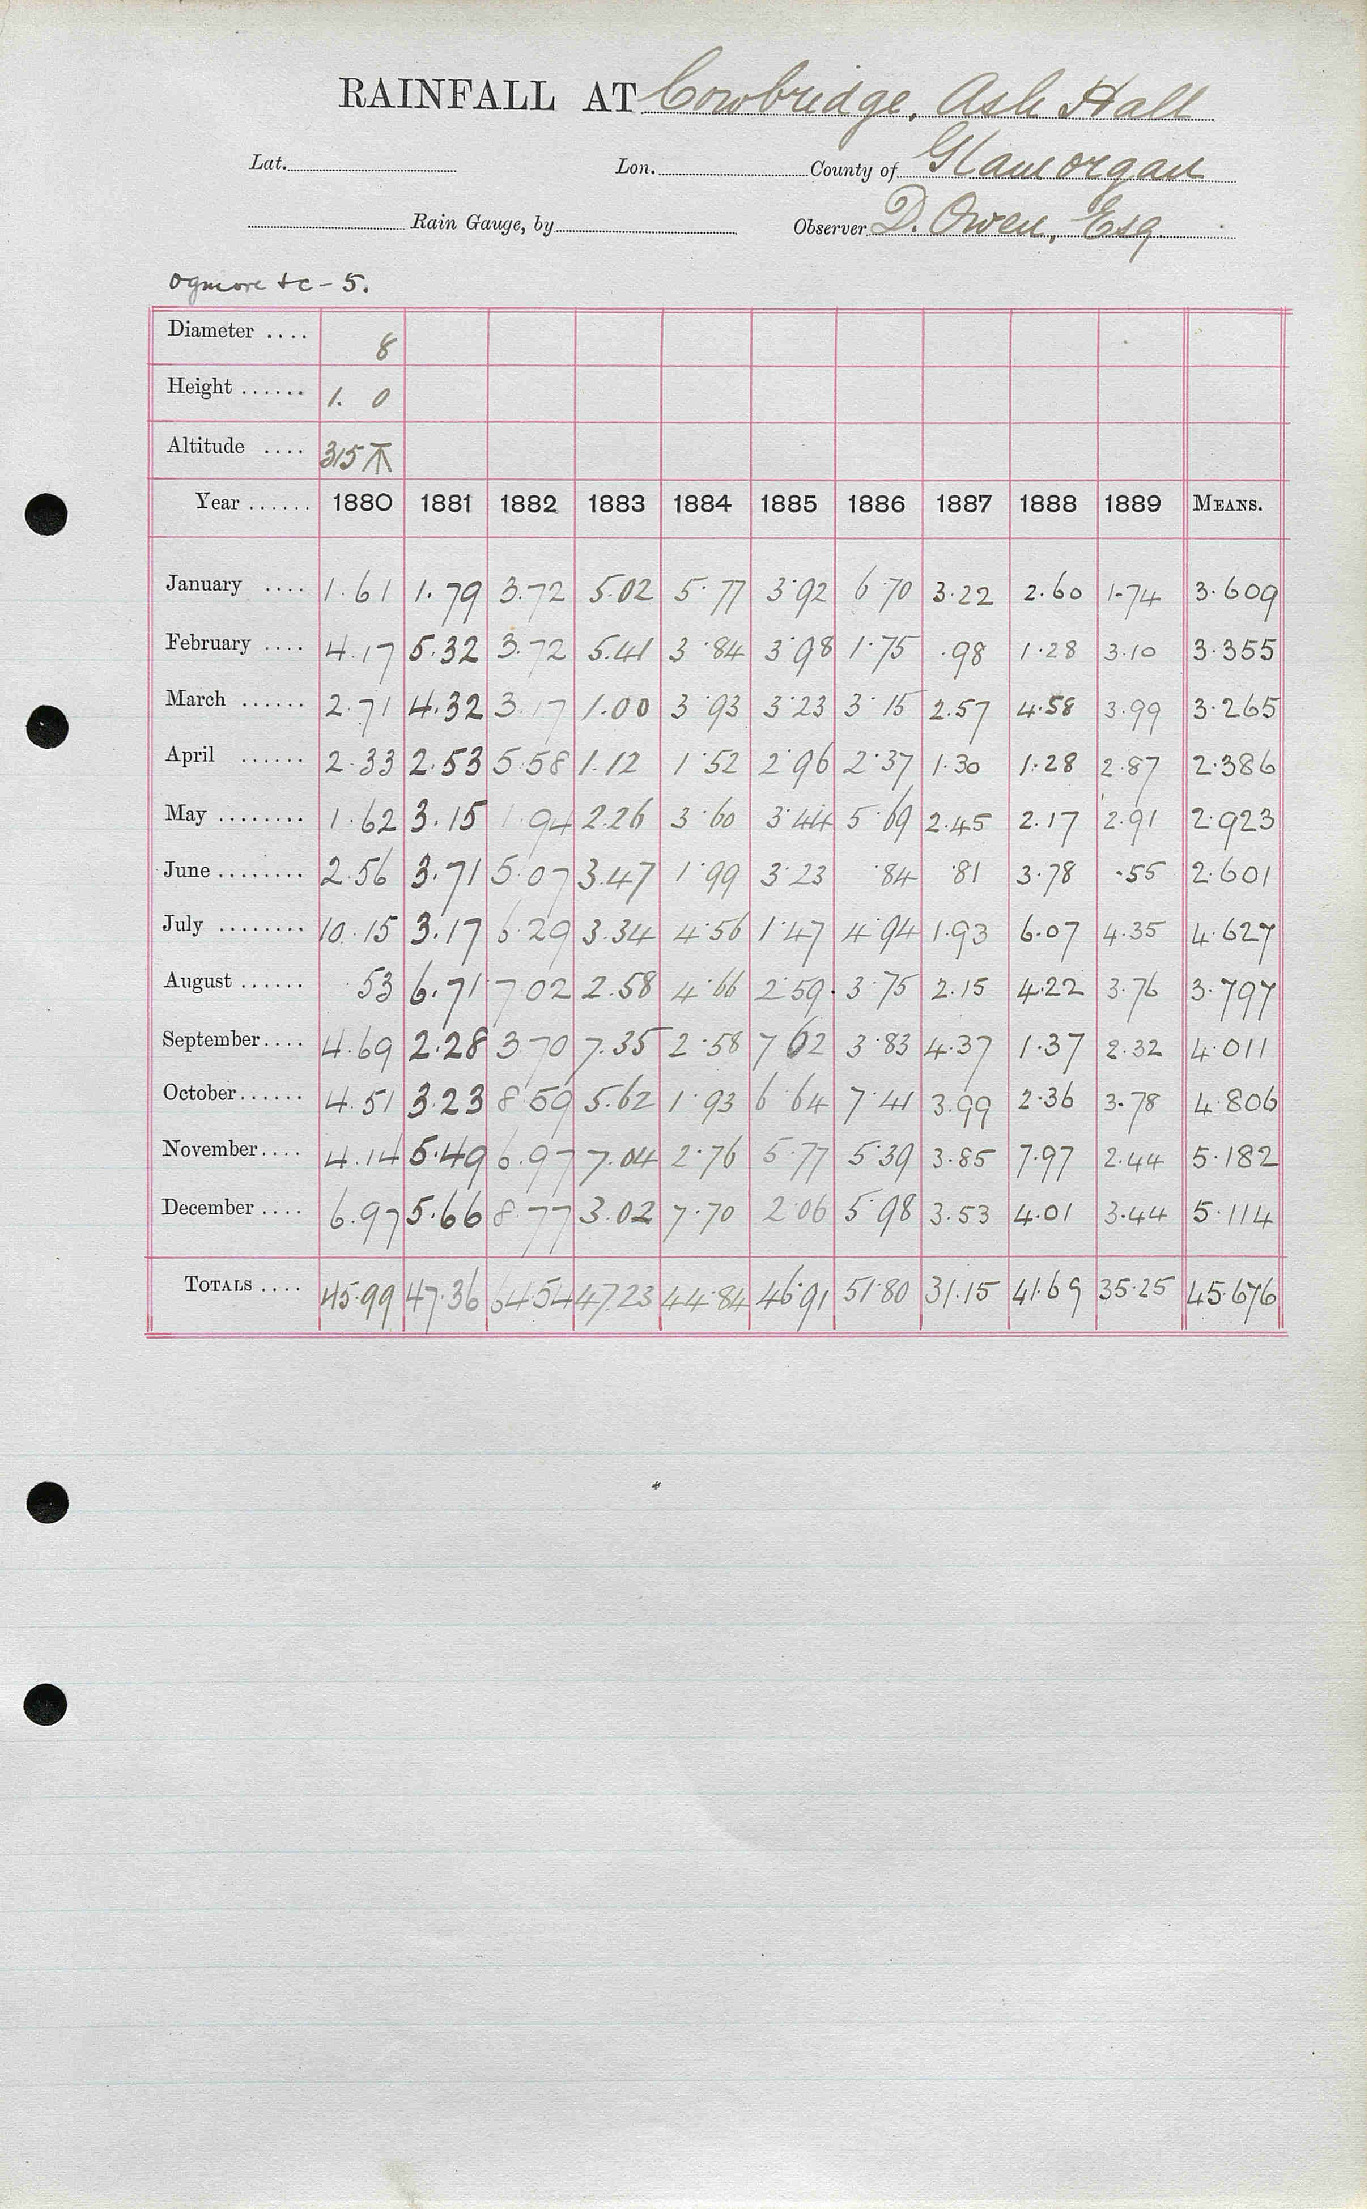 RAINFALL AT Cowbridge, Ash Hall
Lat. Lon. County of Glamorgan
Rain Gauge, by Observer D. Owen, Esq
Ogmore &c - 5.
Diameter .... 8
Height ...... 1. 0
Altitude .... 315
Year ...... 1880 1881 1882 1883 1884 1885 1886 1887 1888 1889 MEANS.
January .... 1.61 1.79 3.72 5.02 5.77 3.92 6.70 3.22 2.60 1.74 3.609
February .... 4.17 5.32 3.72 5.41 3.84 3.98 1.75 .98 1.28 3.10 3.355
March ...... 2.71 4.32 3.17 1.00 3.93 3.23 3.15 2.57 4.58 3.99 3.265
April ...... 2.33 2.53 5.58 1.12 1.52 2.96 2.37 1.30 1.28 2.87 2.386
May ........ 1.62 3.15 1.94 2.26 3.60 3.44 5.69 2.45 2.17 2.91 2.923
June ........ 2.56 3.71 5.07 3.47 1.99 3.23 .84 .81 3.78 .55 2.601
July ........ 10.15 3.17 6.29 3.34 4.56 1.47 4.94 1.93 6.07 4.35 4.627
August ...... .53 6.71 7.02 2.58 4.66 2.59 3.75 2.15 4.22 3.76 3.797
September .... 4.69 2.28 3.70 7.35 2.58 7.62 3.83 4.37 1.37 2.32 4.011
October ...... 4.51 3.23 8.59 5.62 1.93 6.64 7.41 3.99 2.36 3.78 4.806
November .... 4.14 5.49 6.97 7.04 2.76 5.77 5.39 3.85 7.97 2.44 5.182
December .... 6.97 5.66 8.77 3.02 7.70 2.06 5.98 3.53 4.01 3.44 5.114
TOTALS .... 45.99 47.36 64.54 47.23 44.84 46.91 51.80 31.15 41.69 35.25 45.676